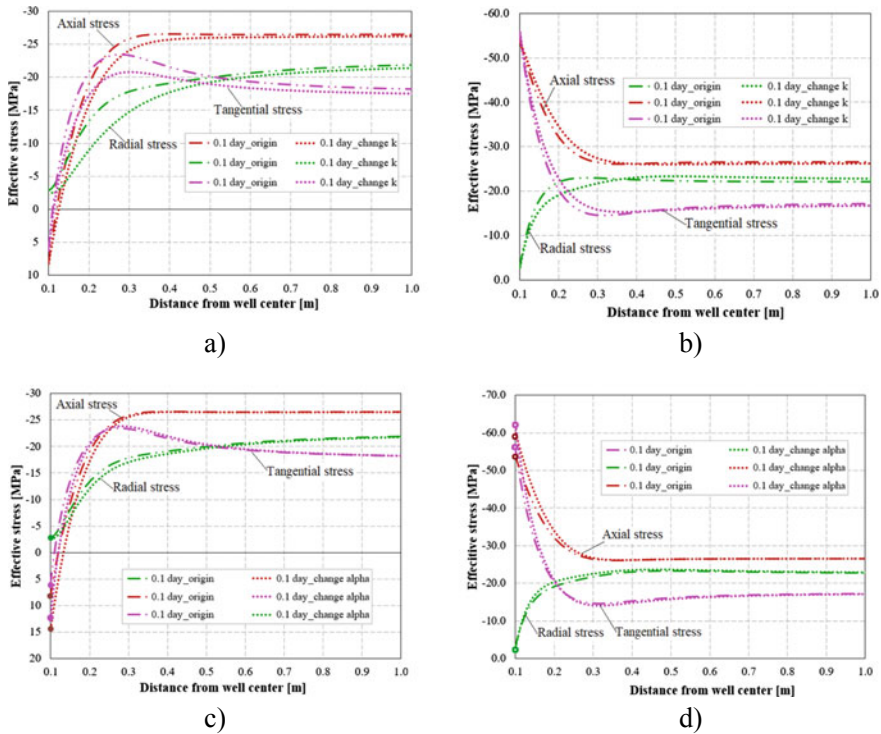 -30
-25
-20
-15
-10
-5
0
5
10
Effective stress [MPa]
Axial stress
Radial stress
Tangential stress
0.1 day_origin 0.1 day_change k
0.1 day_origin 0.1 day_change k
0.1 day_origin 0.1 day_change k
0.1 0.2 0.3 0.4 0.5 0.6 0.7 0.8 0.9 1.0
Distance from well center [m]
a)
-60.0
-50.0
-40.0
-30.0
-20.0
-10.0
0.0
Effective stress [MPa]
Axial stress
0.1 day_origin 0.1 day_change k
0.1 day_origin 0.1 day_change k
0.1 day_origin 0.1 day_change k
Tangential stress
Radial stress
0.1 0.2 0.3 0.4 0.5 0.6 0.7 0.8 0.9 1.0
Distance from well center [m]
b)
-30
-25
-20
-15
-10
-5
0
5
10
15
20
Effective stress [MPa]
Axial stress
Radial stress
Tangential stress
0.1 day_origin 0.1 day_change alpha
0.1 day_origin 0.1 day_change alpha
0.1 day_origin 0.1 day_change alpha
0.1 0.2 0.3 0.4 0.5 0.6 0.7 0.8 0.9 1.0
Distance from well center [m]
c)
-70.0
-60.0
-50.0
-40.0
-30.0
-20.0
-10.0
0.0
Effective stress [MPa]
0.1 day_origin 0.1 day_change alpha
0.1 day_origin 0.1 day_change alpha
0.1 day_origin 0.1 day_change alpha
Axial stress
Radial stress
Tangential stress
0.1 0.2 0.3 0.4 0.5 0.6 0.7 0.8 0.9 1.0
Distance from well center [m]
d)